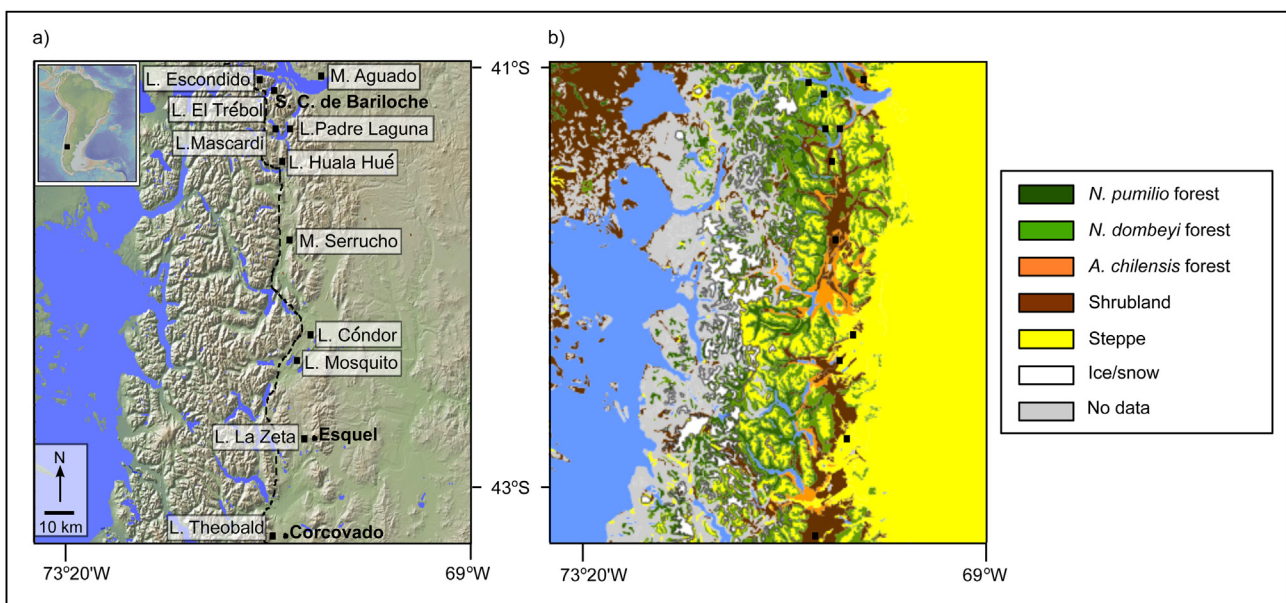 a)
b)
L. Escondido
M. Aguado
S. C. de Bariloche
L. El Trébol
L.Mascardi
L.Padre Laguna
L. Huala Hué
M. Serrucho
L. Cóndor
L. Mosquito
L. La Zeta
Esquel
L. Theobald
Corcovado
N
10 km
41°S
43°S
73°20'W
69°W
73°20'W
69°W
N. pumilio forest
N. dombeyi forest
A. chilensis forest
Shrubland
Steppe
Ice/snow
No data